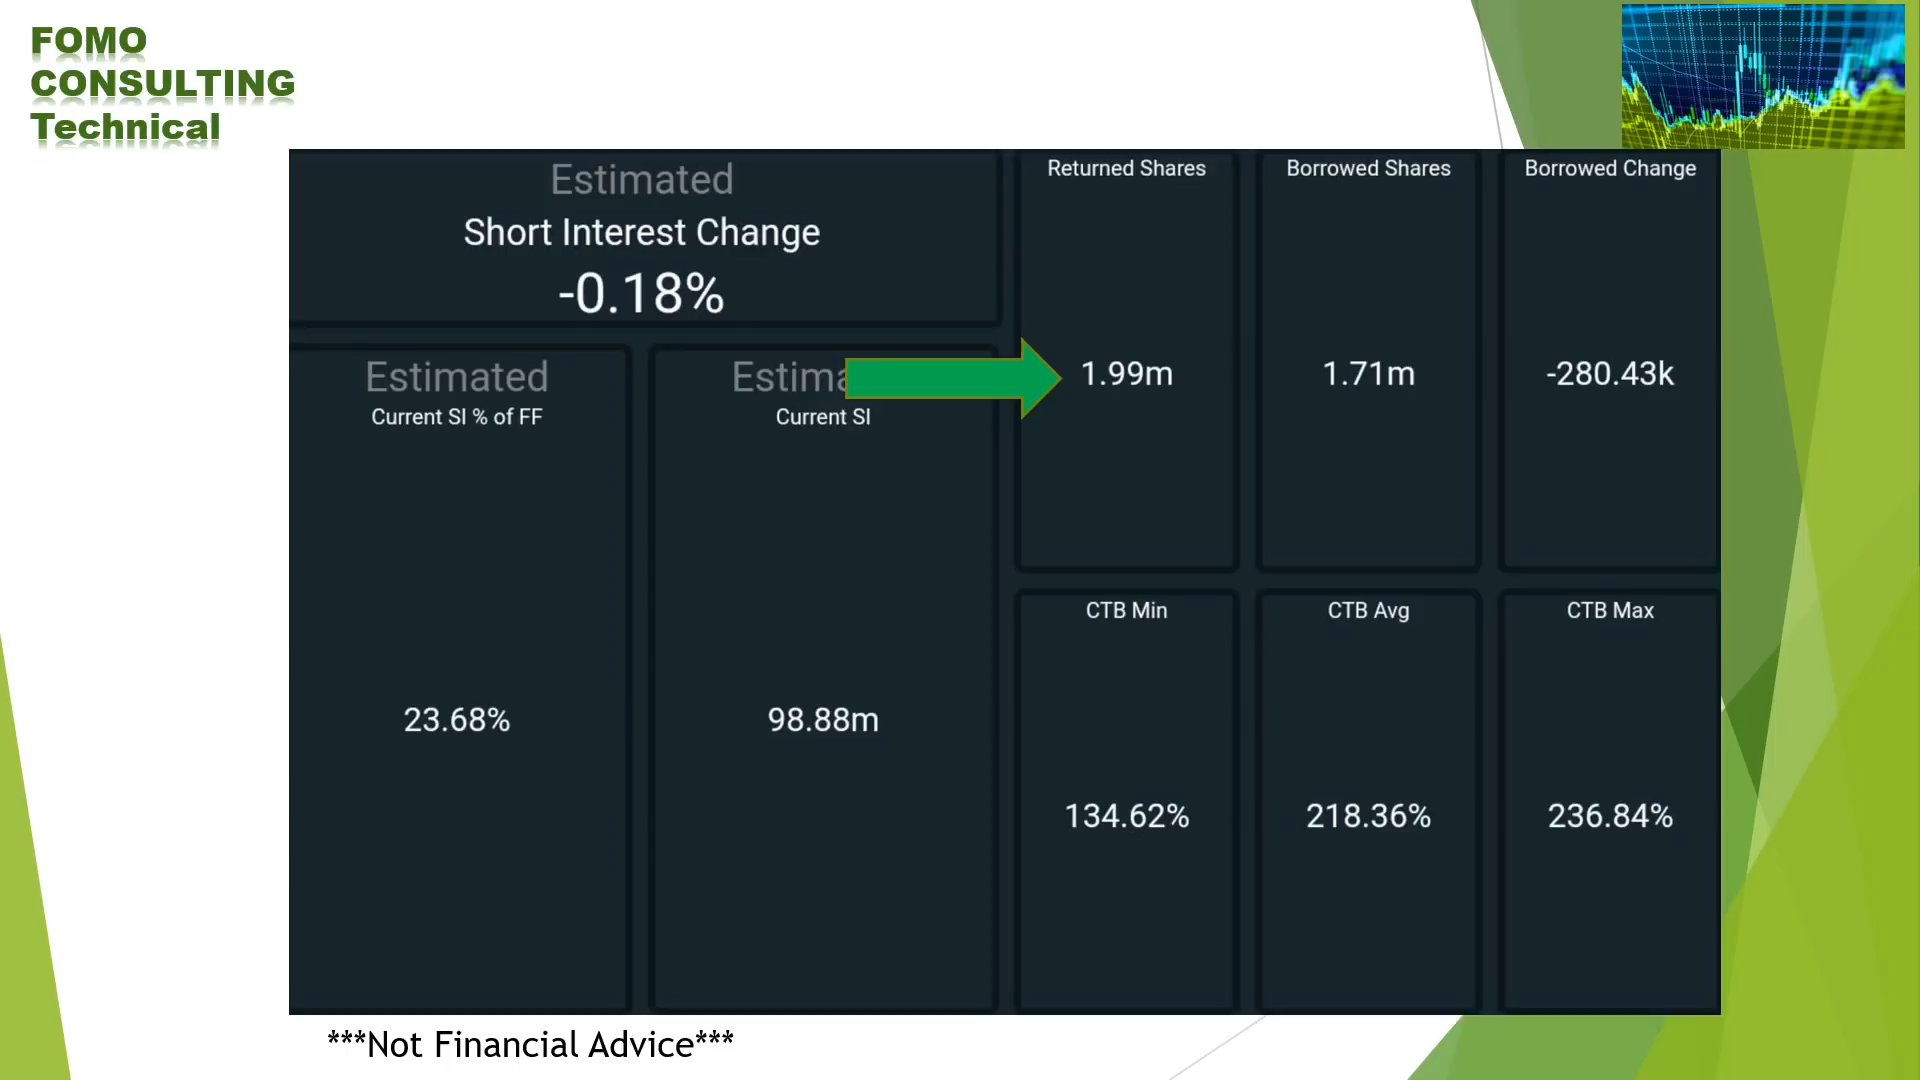 FOMO
CONSULTING
Technical
Estimated
Short Interest Change
-0.18%
Returned Shares
1.99m
Borrowed Shares
1.71m
Borrowed Change
-280.43k
Estimated
Current SI % of FF
23.68%
Estima
Current SI
98.88m
CTB Min
134.62%
CTB Avg
218.36%
CTB Max
236.84%
***Not Financial Advice***